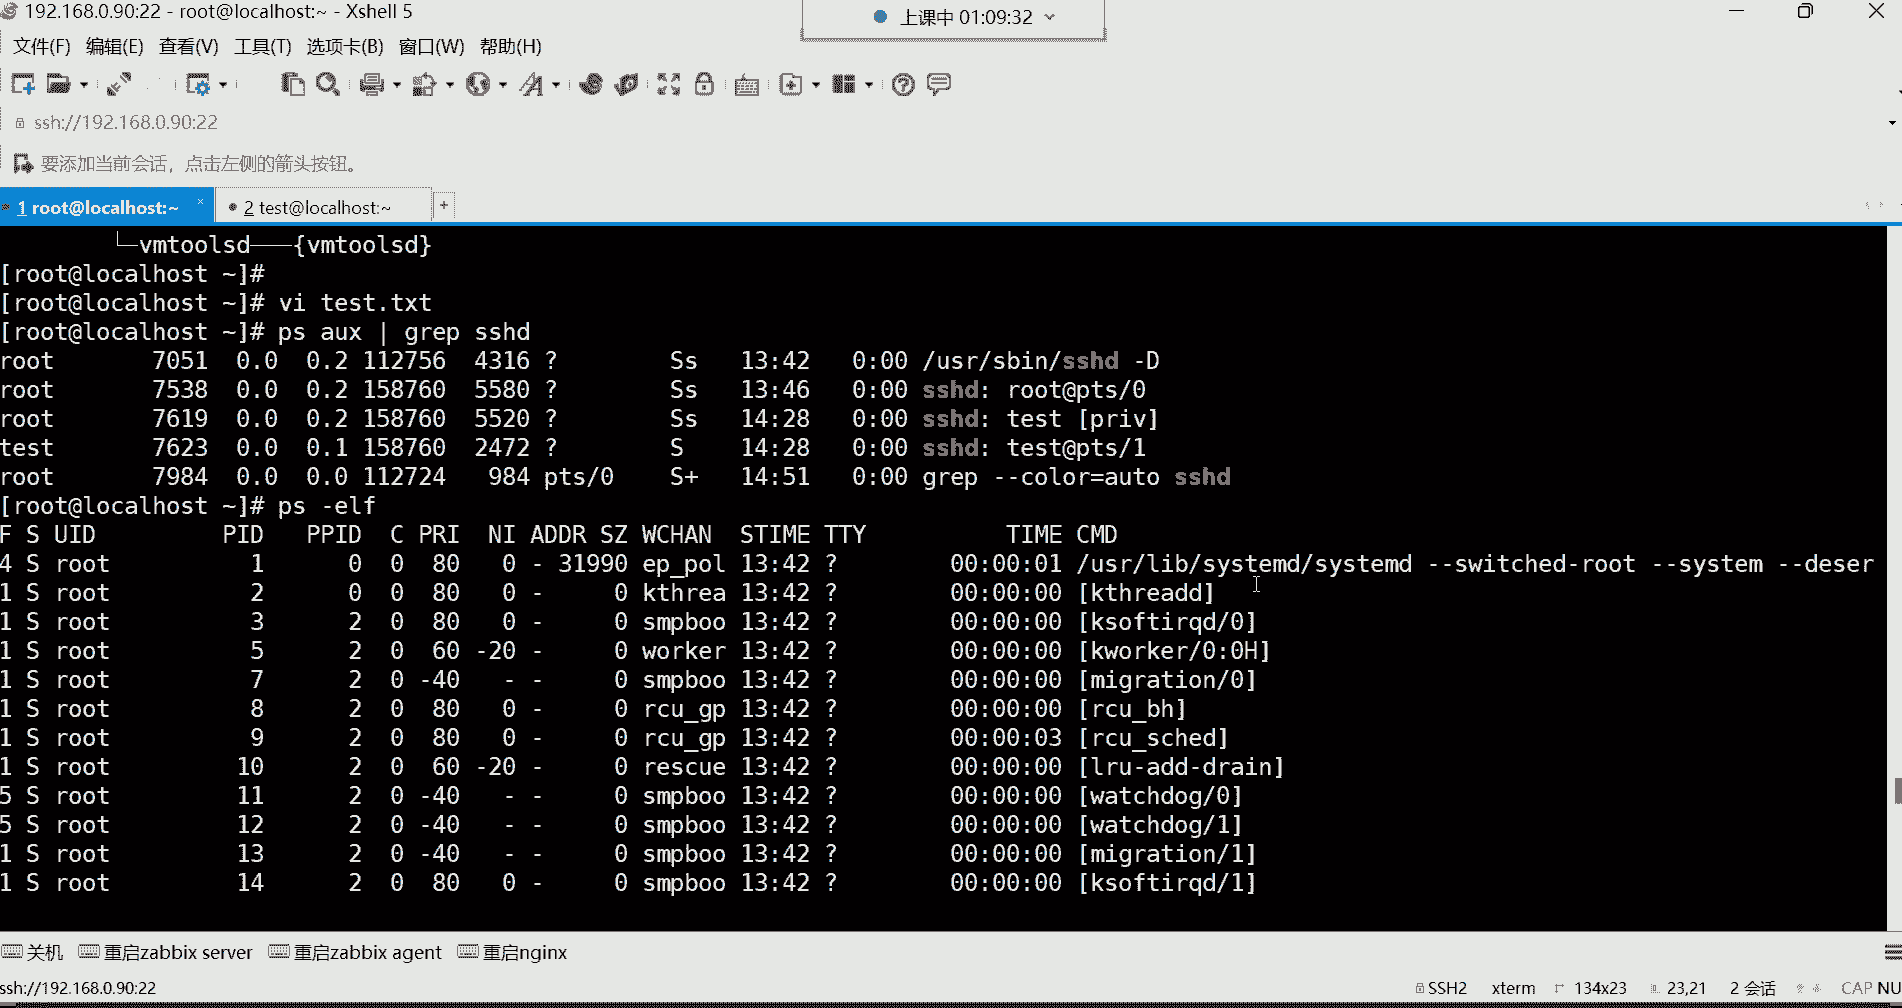 192.168.0.90:22 - root@localhost:~ - Xshell 5
上课中 01:09:32
文件(F) 编辑(E) 查看(V) 工具(T) 选项卡(B) 窗口(W) 帮助(H)
ssh://192.168.0.90:22
要添加当前会话，点击左侧的箭头按钮。
1 root@localhost:~ × 2 test@localhost:~ +
└─vmtoolsd───{vmtoolsd}
[root@localhost ~]#
[root@localhost ~]# vi test.txt
[root@localhost ~]# ps aux | grep sshd
root 7051 0.0 0.2 112756 4316 ? Ss 13:42 0:00 /usr/sbin/sshd -D
root 7538 0.0 0.2 158760 5580 ? Ss 13:46 0:00 sshd: root@pts/0
root 7619 0.0 0.2 158760 5520 ? Ss 14:28 0:00 sshd: test [priv]
test 7623 0.0 0.1 158760 2472 ? S 14:28 0:00 sshd: test@pts/1
root 7984 0.0 0.0 112724 984 pts/0 S+ 14:51 0:00 grep --color=auto sshd
[root@localhost ~]# ps -elf
F S UID PID PPID C PRI NI ADDR SZ WCHAN STIME TTY TIME CMD
4 S root 1 0 0 80 0 - 31990 ep_pol 13:42 ? 00:00:01 /usr/lib/systemd/systemd --switched-root --system --deser
1 S root 2 0 0 80 0 - 0 kthrea 13:42 ? 00:00:00 [kthreadd]
1 S root 3 2 0 80 0 - 0 smpboo 13:42 ? 00:00:00 [ksoftirqd/0]
1 S root 5 2 0 60 -20 - 0 worker 13:42 ? 00:00:00 [kworker/0:0H]
1 S root 7 2 0 -40 - - 0 smpboo 13:42 ? 00:00:00 [migration/0]
1 S root 8 2 0 80 0 - 0 rcu_gp 13:42 ? 00:00:00 [rcu_bh]
1 S root 9 2 0 80 0 - 0 rcu_gp 13:42 ? 00:00:03 [rcu_sched]
1 S root 10 2 0 60 -20 - 0 rescue 13:42 ? 00:00:00 [lru-add-drain]
5 S root 11 2 0 -40 - - 0 smpboo 13:42 ? 00:00:00 [watchdog/0]
5 S root 12 2 0 -40 - - 0 smpboo 13:42 ? 00:00:00 [watchdog/1]
1 S root 13 2 0 -40 - - 0 smpboo 13:42 ? 00:00:00 [migration/1]
1 S root 14 2 0 80 0 - 0 smpboo 13:42 ? 00:00:00 [ksoftirqd/1]
关机 重启zabbix server 重启zabbix agent 重启nginx
ssh://192.168.0.90:22 SSH2 xterm 134x23 23,21 2 会话 CAP NU